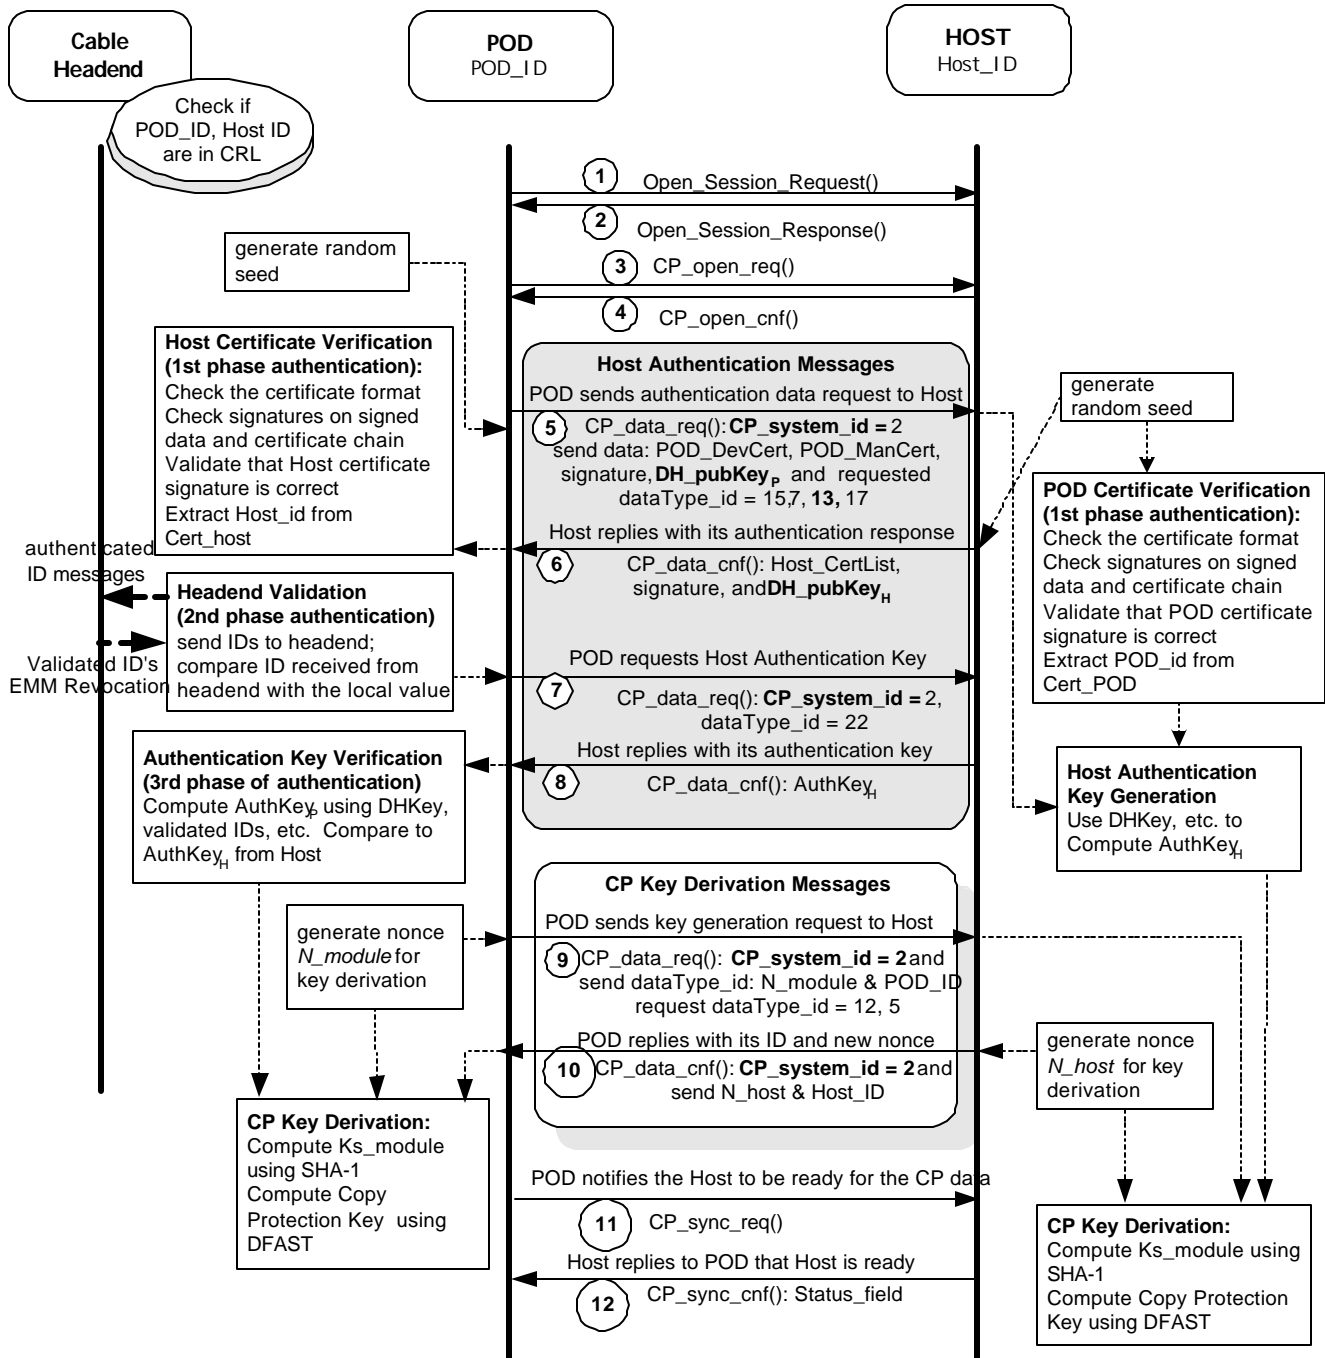 Cable
Headend
POD
POD_ID
HOST
Host_ID
Check if
POD_ID, Host ID
are in CRL
1
Open_Session_Request()
2
Open_Session_Response()
generate random
seed
3
CP_open_req()
4
CP_open_cnf()
Host Certificate Verification
(1st phase authentication):
Check the certificate format
Check signatures on signed
data and certificate chain
Validate that Host certificate
signature is correct
Extract Host_id from
Cert_host
Host Authentication Messages
POD sends authentication data request to Host
5
CP_data_req(): CP_system_id = 2
send data: POD_DevCert, POD_ManCert,
signature, DH_pubKeyP and requested
dataType_id = 15,7, 13, 17
Host replies with its authentication response
6
CP_data_cnf(): Host_CertList,
signature, and DH_pubKeyH
generate
random seed
POD Certificate Verification
(1st phase authentication):
Check the certificate format
Check signatures on signed
data and certificate chain
Validate that POD certificate
signature is correct
Extract POD_id from
Cert_POD
authenticated
ID messages
Headend Validation
(2nd phase authentication)
send IDs to headend;
compare ID received from
headend with the local value
Validated ID's
EMM Revocation
POD requests Host Authentication Key
7
CP_data_req(): CP_system_id = 2,
dataType_id = 22
Host replies with its authentication key
8
CP_data_cnf(): AuthKeyH
Authentication Key Verification
(3rd phase of authentication)
Compute AuthKeyP using DHKey,
validated IDs, etc. Compare to
AuthKeyH from Host
Host Authentication
Key Generation
Use DHKey, etc. to
Compute AuthKeyH
CP Key Derivation Messages
POD sends key generation request to Host
9
CP_data_req(): CP_system_id = 2 and
send dataType_id: N_module & POD_ID
request dataType_id = 12, 5
generate nonce
N_module for
key derivation
POD replies with its ID and new nonce
10
CP_data_cnf(): CP_system_id = 2 and
send N_host & Host_ID
generate nonce
N_host for key
derivation
CP Key Derivation:
Compute Ks_module
using SHA-1
Compute Copy
Protection Key using
DFAST
POD notifies the Host to be ready for the CP data
11
CP_sync_req()
Host replies to POD that Host is ready
12
CP_sync_cnf(): Status_field
CP Key Derivation:
Compute Ks_module using
SHA-1
Compute Copy Protection
Key using DFAST